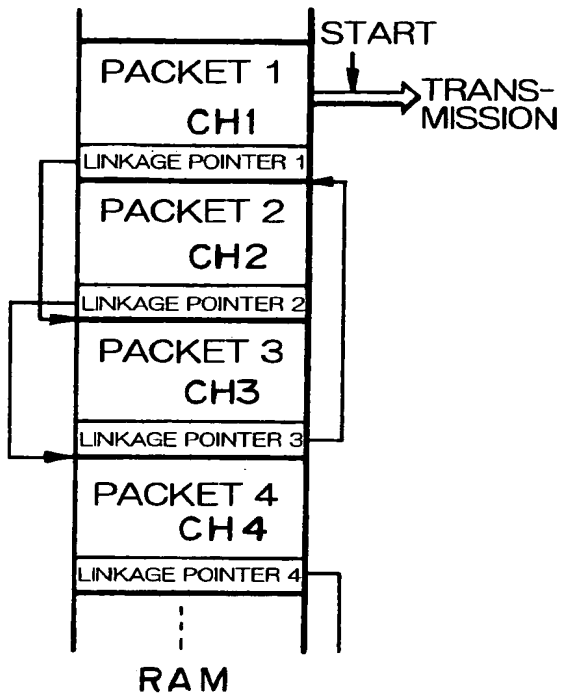 START
PACKET 1
CH1
TRANS-
MISSION
LINKAGE POINTER 1
PACKET 2
CH2
LINKAGE POINTER 2
PACKET 3
CH3
LINKAGE POINTER 3
PACKET 4
CH4
LINKAGE POINTER 4
RAM